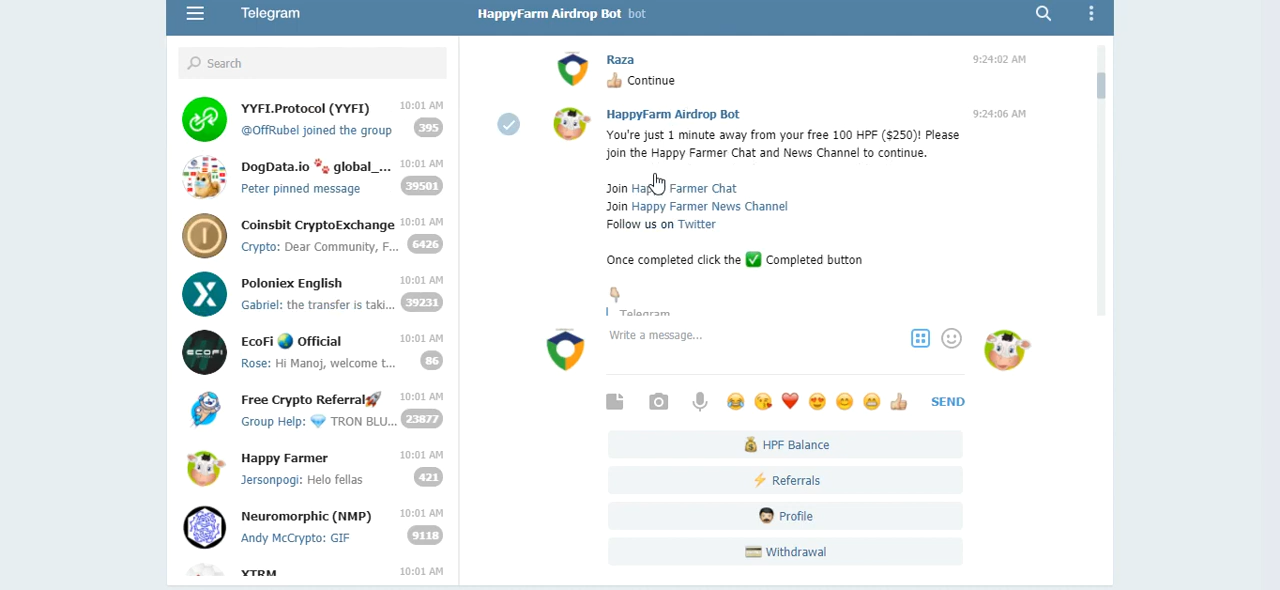 Telegram
HappyFarm Airdrop Bot bot
Search
YYFI.Protocol (YYFI) 10:01 AM
@OffRubel joined the group 395
DogData.io 🐾 global_... 10:01 AM
Peter pinned message 39501
Coinsbit CryptoExchange 10:01 AM
Crypto: Dear Community, F... 6426
Poloniex English 10:01 AM
Gabriel: the transfer is taki... 39231
EcoFi 🌏 Official 10:01 AM
Rose: Hi Manoj, welcome t... 86
Free Crypto Referral🚀 10:01 AM
Group Help: 💎 TRON BLU... 23877
Happy Farmer 10:01 AM
Jersonpogi: Helo fellas 421
Neuromorphic (NMP) 10:01 AM
Andy McCrypto: GIF 9118
XTRM 10:01 AM
ECOFI
Raza 9:24:02 AM
👍🏼 Continue
HappyFarm Airdrop Bot 9:24:06 AM
You're just 1 minute away from your free 100 HPF ($250)! Please
join the Happy Farmer Chat and News Channel to continue.
Join Happy Farmer Chat
Join Happy Farmer News Channel
Follow us on Twitter
Once completed click the ✅ Completed button
👇🏼
Telegram
Write a message...
SEND
💰 HPF Balance
⚡ Referrals
👨🏻 Profile
💳 Withdrawal